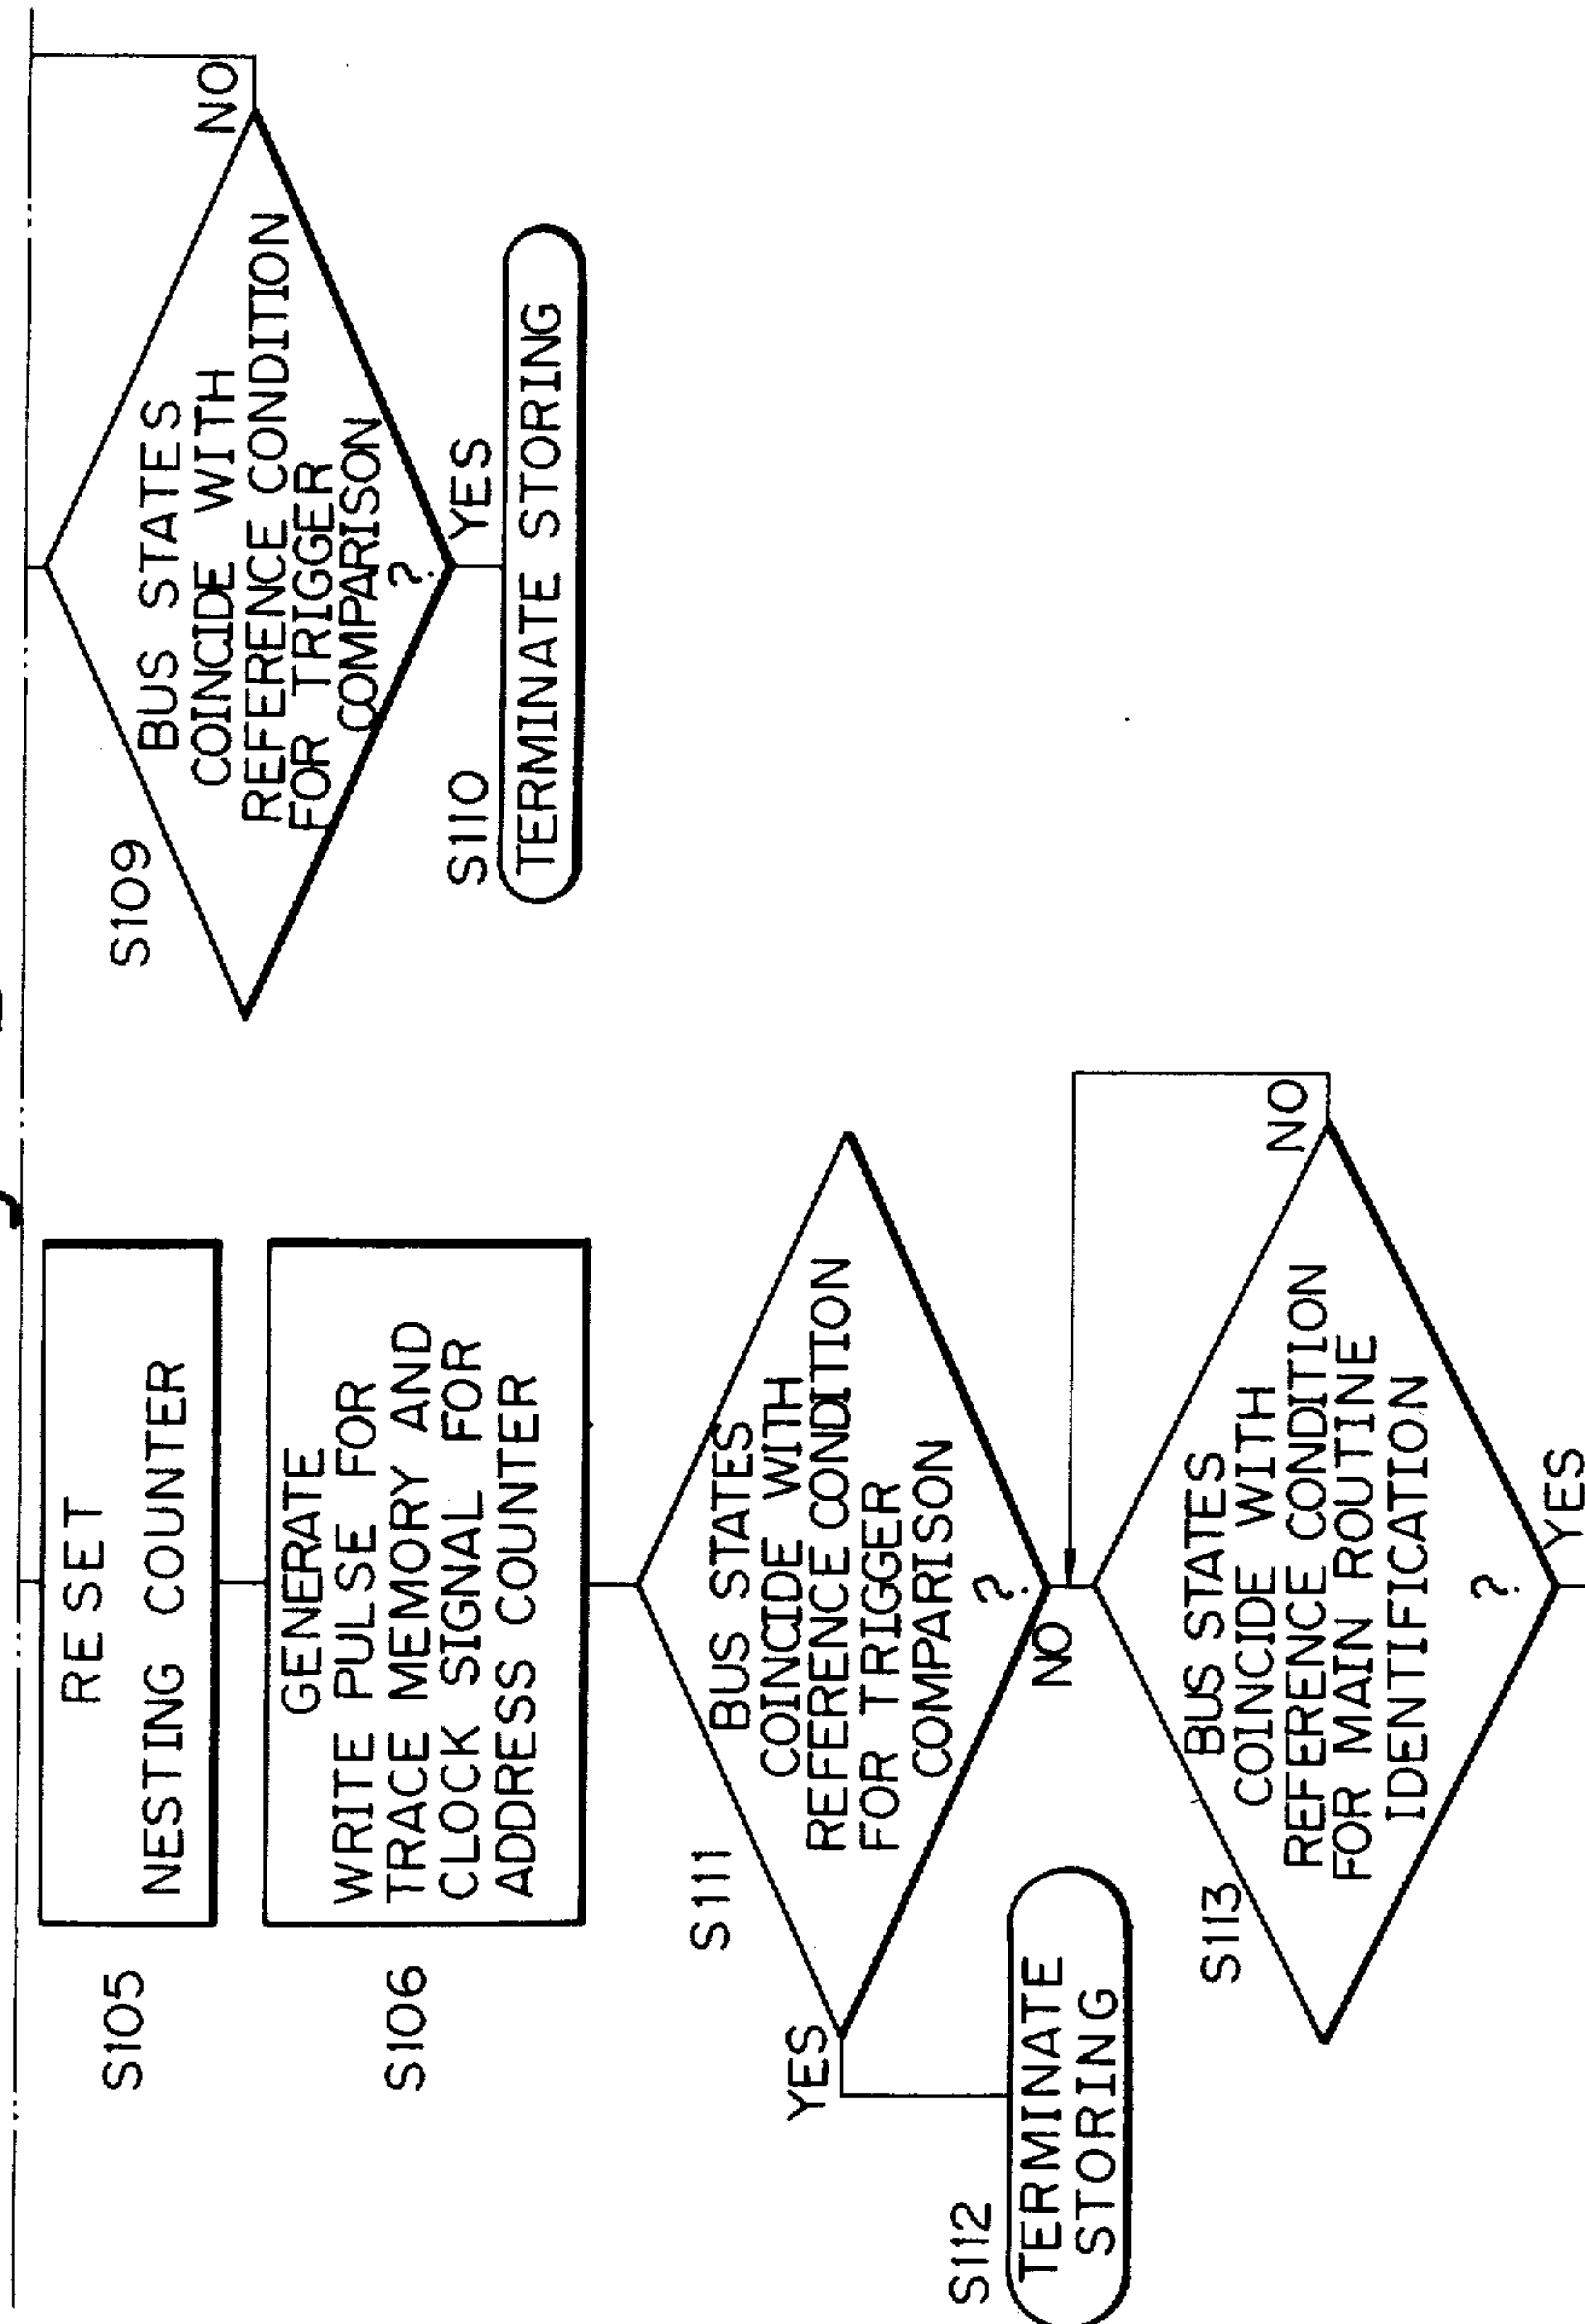 S105
RESET
NESTING COUNTER
S106
GENERATE
WRITE PULSE FOR
TRACE MEMORY AND
CLOCK SIGNAL FOR
ADDRESS COUNTER
S111
BUS STATES
COINCIDE WITH
REFERENCE CONDITION
FOR TRIGGER
COMPARISON
?
YES
NO
S112
TERMINATE
STORING
S113
BUS STATES
COINCIDE WITH
REFERENCE CONDITION
FOR MAIN ROUTINE
IDENTIFICATION
?
NO
YES
S109
BUS STATES
COINCIDE WITH
REFERENCE CONDITION
FOR TRIGGER
COMPARISON
?
NO
YES
S110
TERMINATE STORING